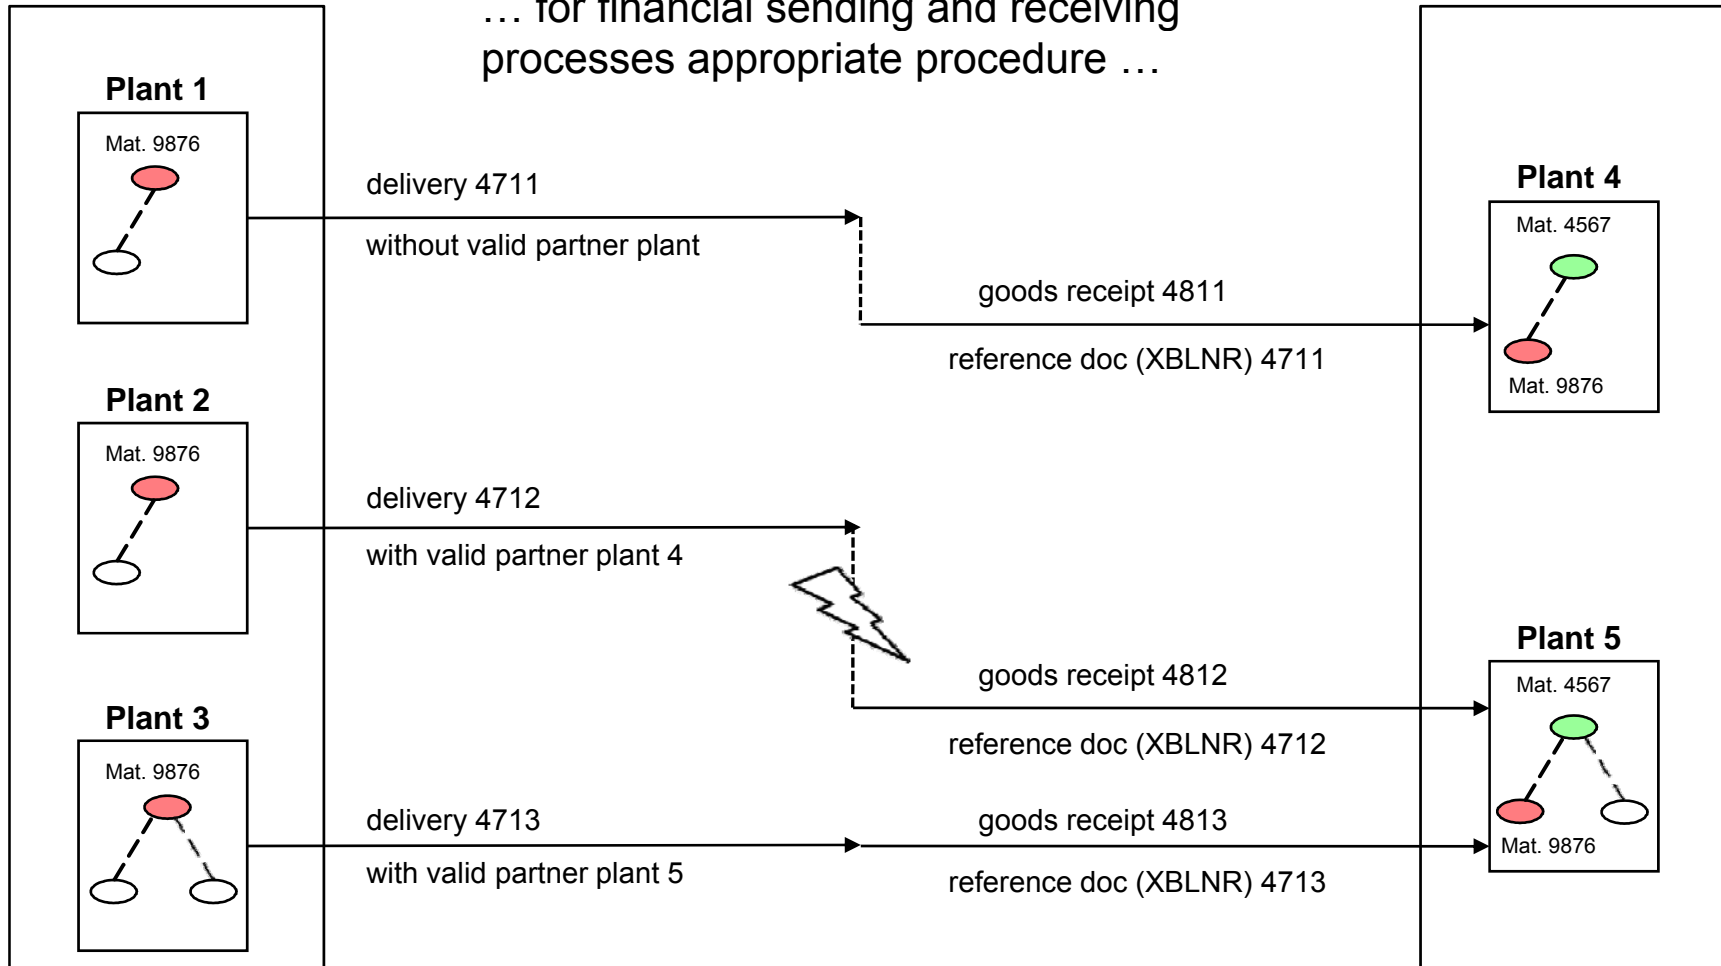 … for financial sending and receiving
processes appropriate procedure …
Plant 1
Mat. 9876
delivery 4711
without valid partner plant
goods receipt 4811
reference doc (XBLNR) 4711
Plant 4
Mat. 4567
Mat. 9876
Plant 2
Mat. 9876
delivery 4712
with valid partner plant 4
goods receipt 4812
reference doc (XBLNR) 4712
Plant 5
Mat. 4567
Mat. 9876
Plant 3
Mat. 9876
delivery 4713
with valid partner plant 5
goods receipt 4813
reference doc (XBLNR) 4713